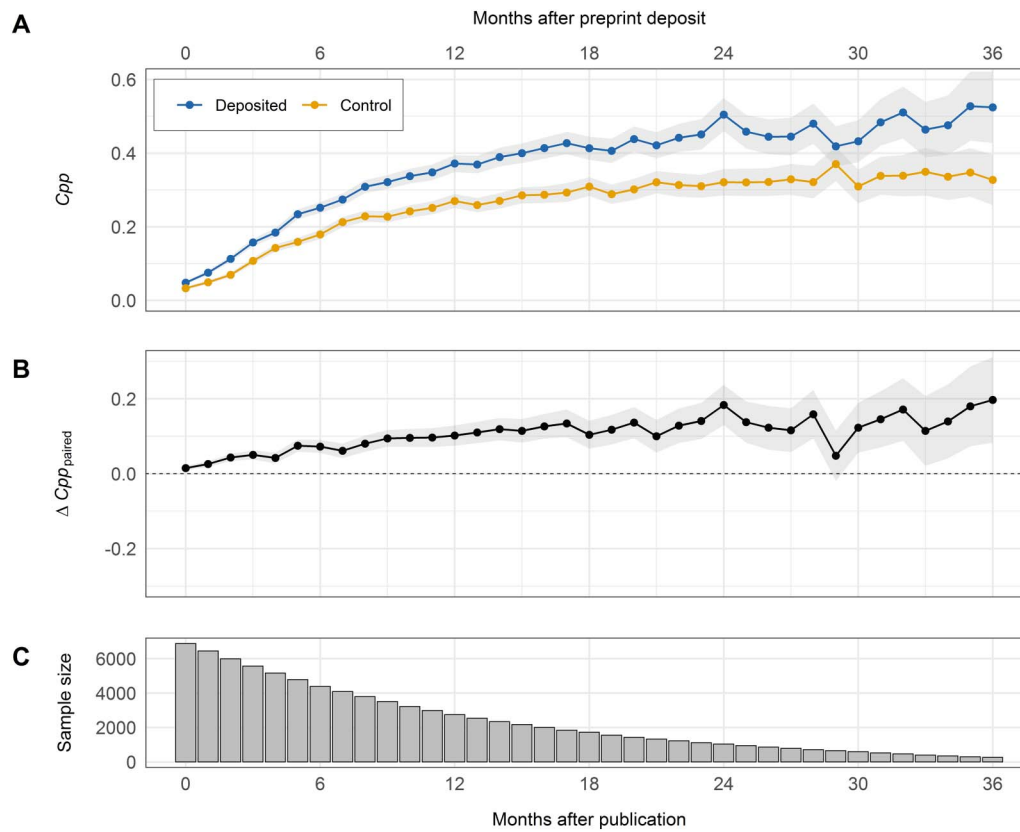 Months after preprint deposit
A
0 6 12 18 24 30 36
0.6
0.4
0.2
0.0
Cpp
Deposited Control
B
0.2
0.0
-0.2
Δ Cpppaired
C
6000
4000
2000
0
Sample size
0 6 12 18 24 30 36
Months after publication